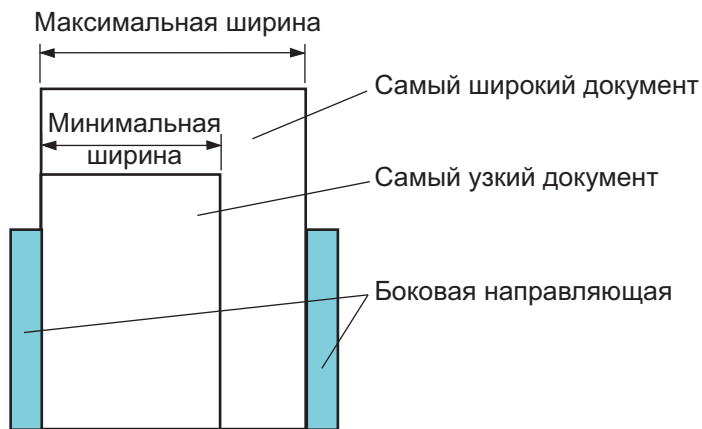 Максимальная ширина
Самый широкий документ
Минимальная
ширина
Самый узкий документ
Боковая направляющая